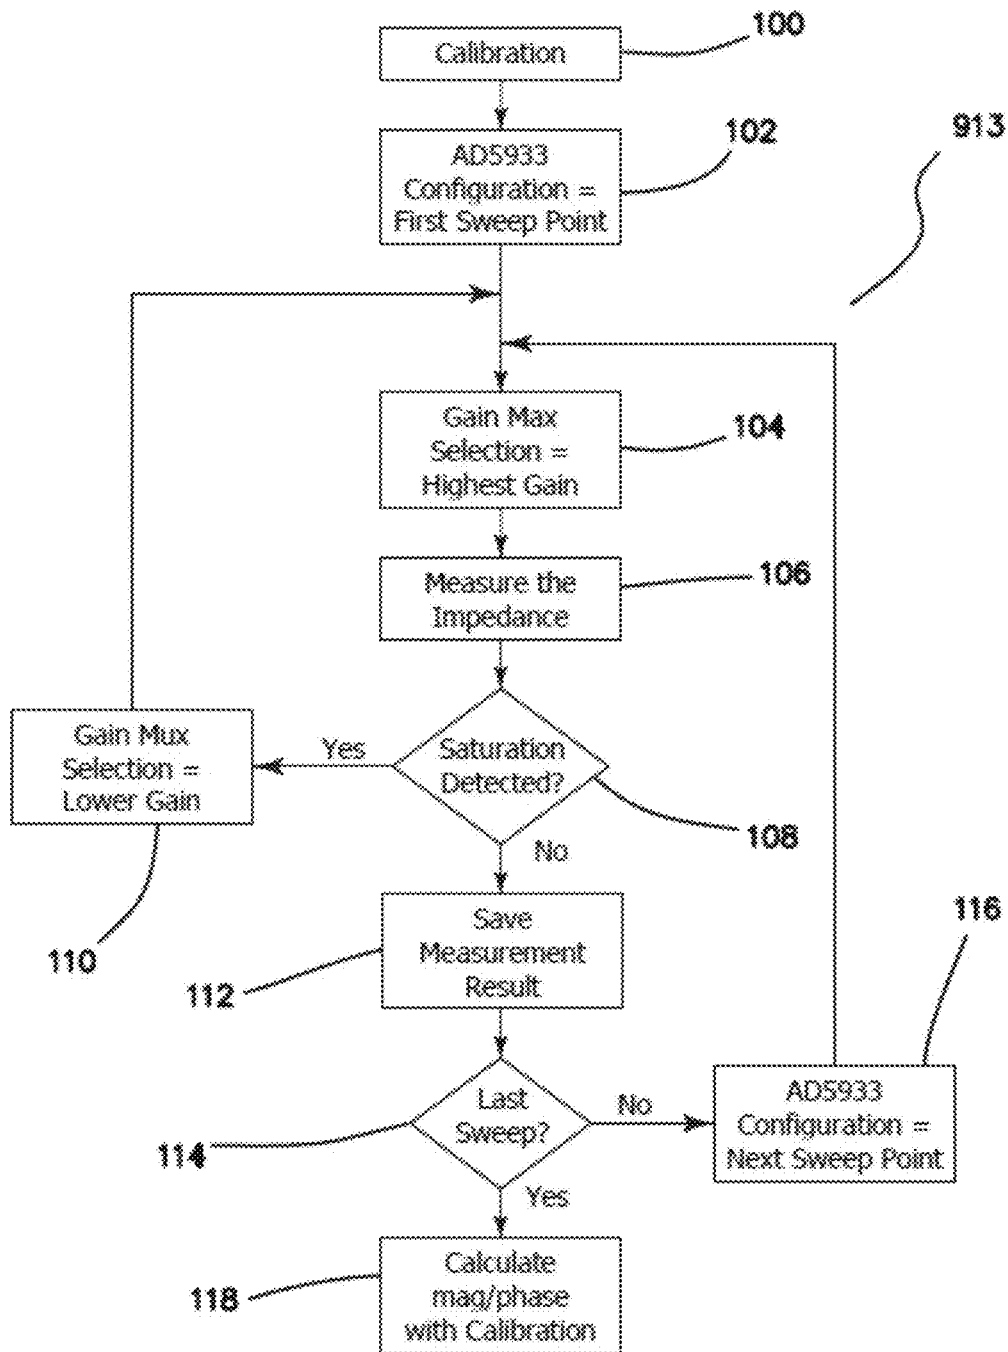 Calibration
100
AD5933
Configuration =
First Sweep Point
102
913
Gain Max
Selection =
Highest Gain
104
Measure the
Impedance
106
Gain Mux
Selection =
Lower Gain
Yes
Saturation
Detected?
108
No
110
Save
Measurement
Result
112
116
Last
Sweep?
No
AD5933
Configuration =
Next Sweep Point
114
Yes
Calculate
mag/phase
with Calibration
118